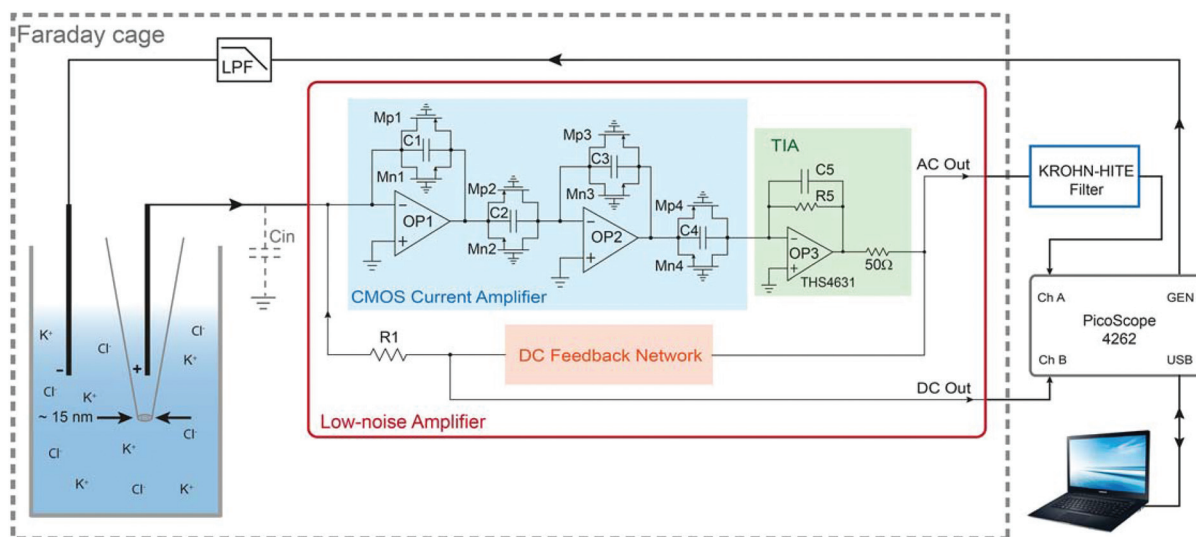 Faraday cage
LPF
Mp1
C1
Mn1
OP1
Mp2
C2
Mn2
Mp3
C3
Mn3
OP2
Mp4
C4
Mn4
CMOS Current Amplifier
TIA
C5
R5
OP3
THS4631
50Ω
AC Out
KROHN-HITE
Filter
Cin
R1
DC Feedback Network
DC Out
Low-noise Amplifier
Ch A
GEN
PicoScope
4262
Ch B
USB
K⁺
Cl⁻
Cl⁻
K⁺
-
+
Cl⁻
K⁺
K⁺
~ 15 nm
Cl⁻
Cl⁻
K⁺
K⁺
Cl⁻
K⁺